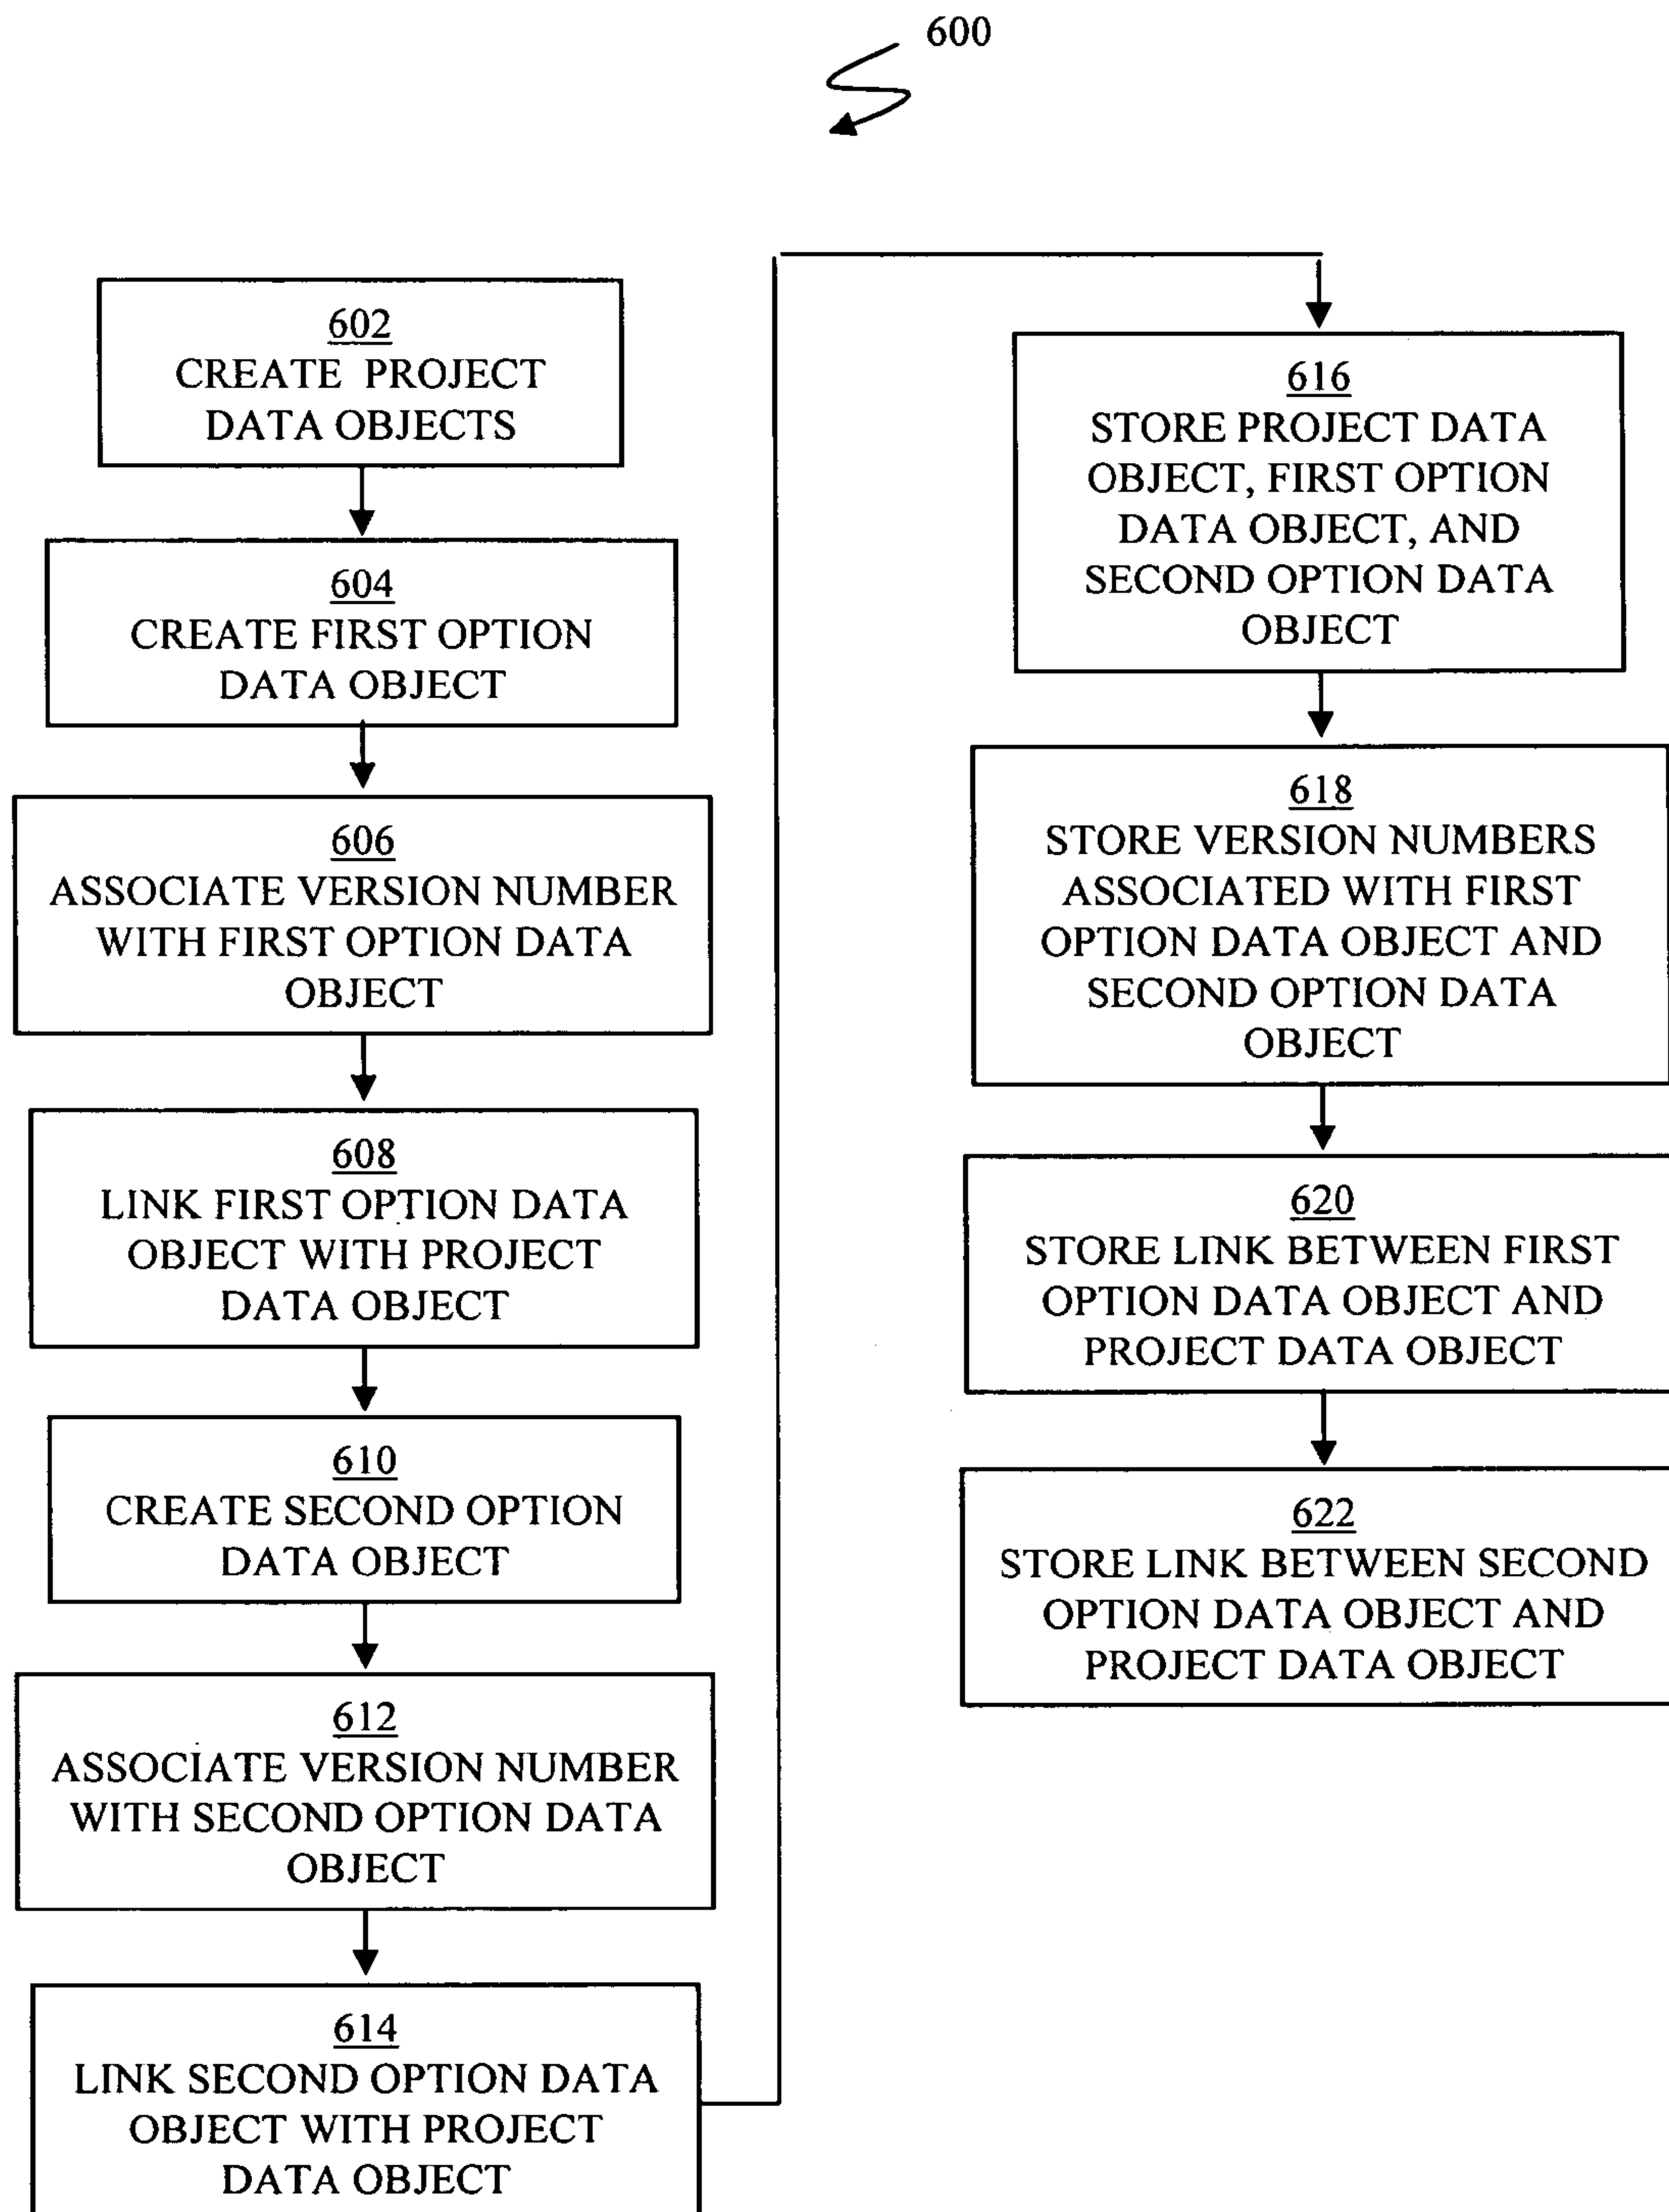 600
602
CREATE PROJECT
DATA OBJECTS
604
CREATE FIRST OPTION
DATA OBJECT
606
ASSOCIATE VERSION NUMBER
WITH FIRST OPTION DATA
OBJECT
608
LINK FIRST OPTION DATA
OBJECT WITH PROJECT
DATA OBJECT
610
CREATE SECOND OPTION
DATA OBJECT
612
ASSOCIATE VERSION NUMBER
WITH SECOND OPTION DATA
OBJECT
614
LINK SECOND OPTION DATA
OBJECT WITH PROJECT
DATA OBJECT
616
STORE PROJECT DATA
OBJECT, FIRST OPTION
DATA OBJECT, AND
SECOND OPTION DATA
OBJECT
618
STORE VERSION NUMBERS
ASSOCIATED WITH FIRST
OPTION DATA OBJECT AND
SECOND OPTION DATA
OBJECT
620
STORE LINK BETWEEN FIRST
OPTION DATA OBJECT AND
PROJECT DATA OBJECT
622
STORE LINK BETWEEN SECOND
OPTION DATA OBJECT AND
PROJECT DATA OBJECT